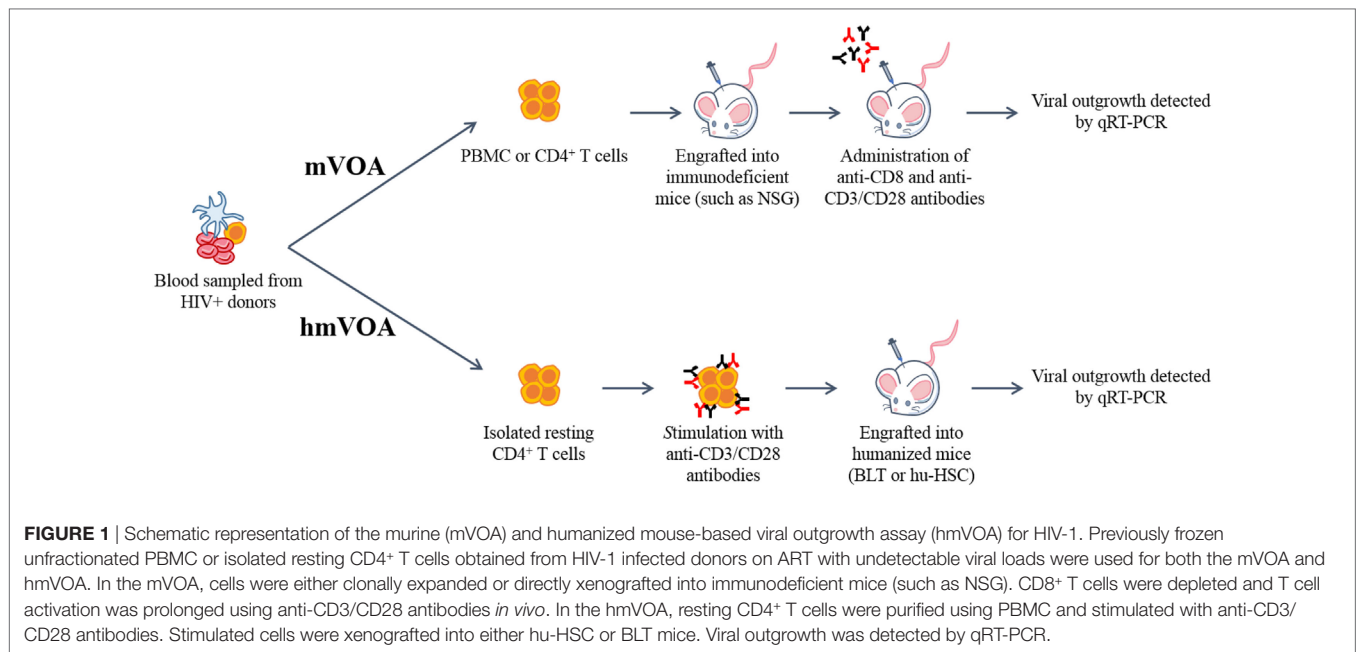 mVOA
PBMC or CD4⁺ T cells
Engrafted into
immunodeficient
mice (such as NSG)
Administration of
anti-CD8 and anti-
CD3/CD28 antibodies
Viral outgrowth detected
by qRT-PCR
Blood sampled from
HIV+ donors
hmVOA
Isolated resting
CD4⁺ T cells
Stimulation with
anti-CD3/CD28
antibodies
Engrafted into
humanized mice
(BLT or hu-HSC)
Viral outgrowth detected
by qRT-PCR
FIGURE 1 | Schematic representation of the murine (mVOA) and humanized mouse-based viral outgrowth assay (hmVOA) for HIV-1. Previously frozen
unfractionated PBMC or isolated resting CD4⁺ T cells obtained from HIV-1 infected donors on ART with undetectable viral loads were used for both the mVOA and
hmVOA. In the mVOA, cells were either clonally expanded or directly xenografted into immunodeficient mice (such as NSG). CD8⁺ T cells were depleted and T cell
activation was prolonged using anti-CD3/CD28 antibodies in vivo. In the hmVOA, resting CD4⁺ T cells were purified using PBMC and stimulated with anti-CD3/
CD28 antibodies. Stimulated cells were xenografted into either hu-HSC or BLT mice. Viral outgrowth was detected by qRT-PCR.